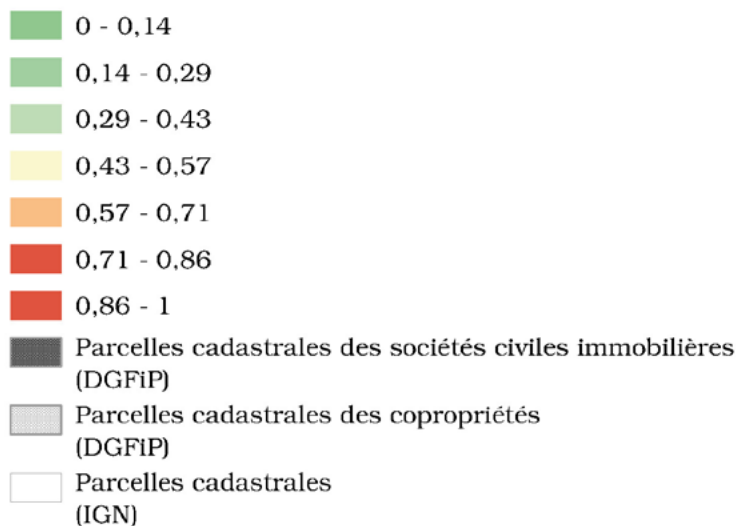 0 - 0,14
0,14 - 0,29
0,29 - 0,43
0,43 - 0,57
0,57 - 0,71
0,71 - 0,86
0,86 - 1
Parcelles cadastrales des sociétés civiles immobilières
(DGFiP)
Parcelles cadastrales des copropriétés
(DGFiP)
Parcelles cadastrales
(IGN)